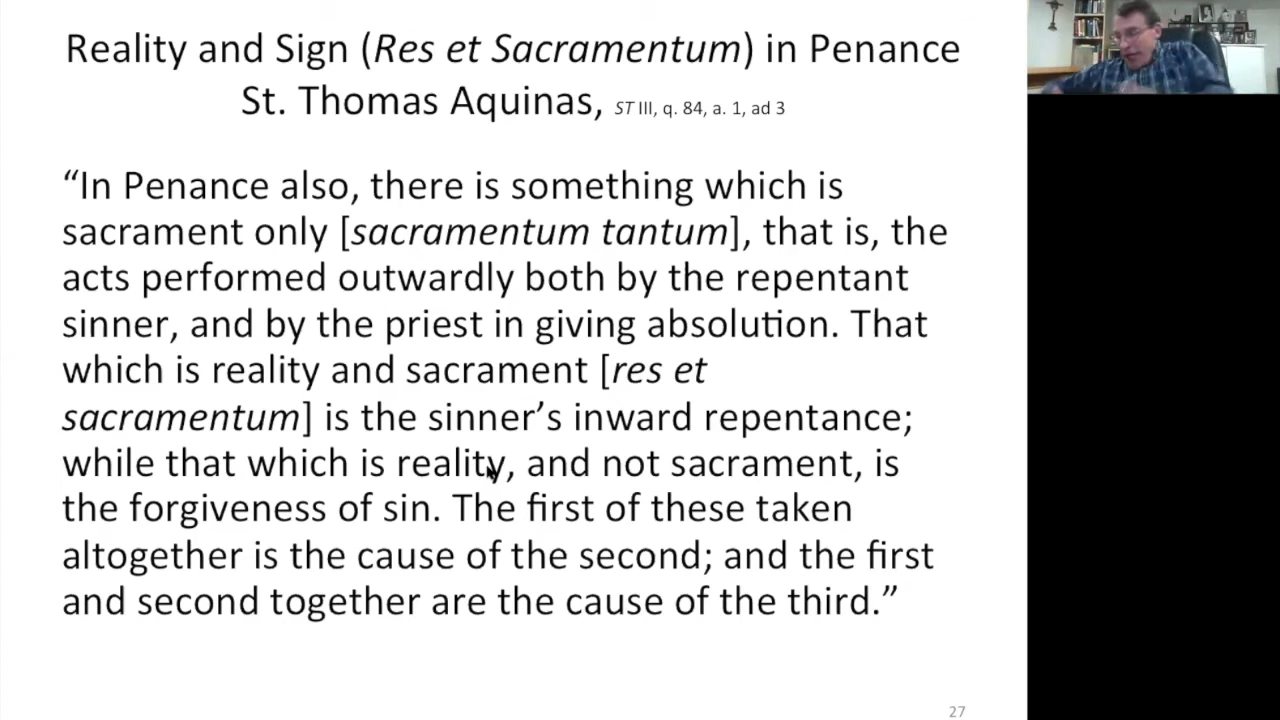 Reality and Sign (Res et Sacramentum) in Penance
St. Thomas Aquinas, ST III, q. 84, a. 1, ad 3
“In Penance also, there is something which is
sacrament only [sacramentum tantum], that is, the
acts performed outwardly both by the repentant
sinner, and by the priest in giving absolution. That
which is reality and sacrament [res et
sacramentum] is the sinner’s inward repentance;
while that which is reality, and not sacrament, is
the forgiveness of sin. The first of these taken
altogether is the cause of the second; and the first
and second together are the cause of the third.”
27